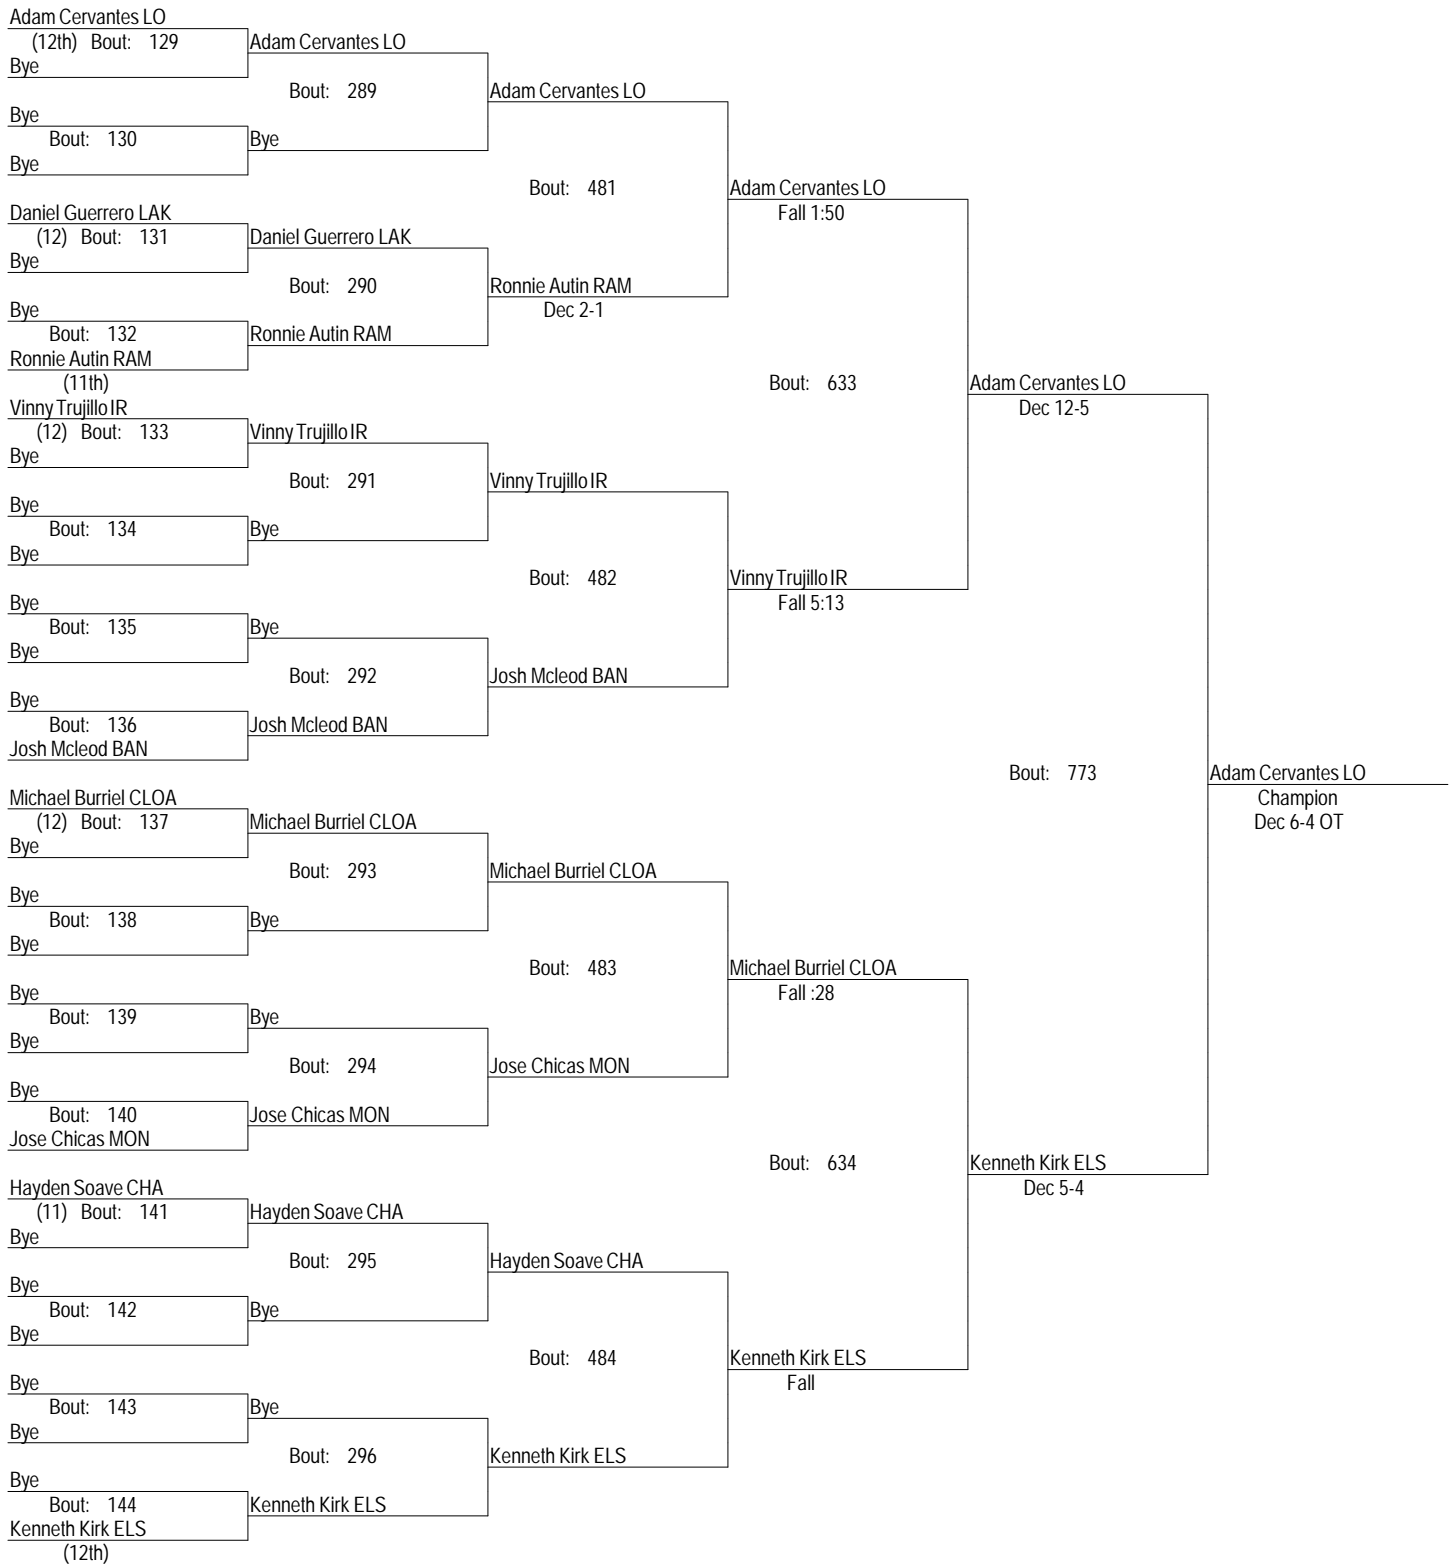 Adam Cervantes LO
(12th) Bout: 129
Bye
Adam Cervantes LO
Bout: 289
Adam Cervantes LO
Bye
Bout: 130
Bye
Bye
Bout: 481
Adam Cervantes LO
Fall 1:50
Daniel Guerrero LAK
(12) Bout: 131
Bye
Daniel Guerrero LAK
Bout: 290
Ronnie Autin RAM
Dec 2-1
Bye
Bout: 132
Ronnie Autin RAM
(11th)
Ronnie Autin RAM
Bout: 633
Adam Cervantes LO
Dec 12-5
Vinny Trujillo IR
(12) Bout: 133
Bye
Vinny Trujillo IR
Bout: 291
Vinny Trujillo IR
Bye
Bout: 134
Bye
Bye
Bout: 482
Vinny Trujillo IR
Fall 5:13
Bye
Bout: 135
Bye
Bye
Bout: 292
Josh Mcleod BAN
Bye
Bout: 136
Josh Mcleod BAN
Josh Mcleod BAN
Bout: 773
Adam Cervantes LO
Champion
Dec 6-4 OT
Michael Burriel CLOA
(12) Bout: 137
Bye
Michael Burriel CLOA
Bout: 293
Michael Burriel CLOA
Bye
Bout: 138
Bye
Bye
Bout: 483
Michael Burriel CLOA
Fall :28
Bye
Bout: 139
Bye
Bye
Bout: 294
Jose Chicas MON
Bye
Bout: 140
Jose Chicas MON
Jose Chicas MON
Bout: 634
Kenneth Kirk ELS
Dec 5-4
Hayden Soave CHA
(11) Bout: 141
Bye
Hayden Soave CHA
Bout: 295
Hayden Soave CHA
Bye
Bout: 142
Bye
Bye
Bout: 484
Kenneth Kirk ELS
Fall
Bye
Bout: 143
Bye
Bye
Bout: 296
Kenneth Kirk ELS
Bye
Bout: 144
Kenneth Kirk ELS
(12th)
Kenneth Kirk ELS